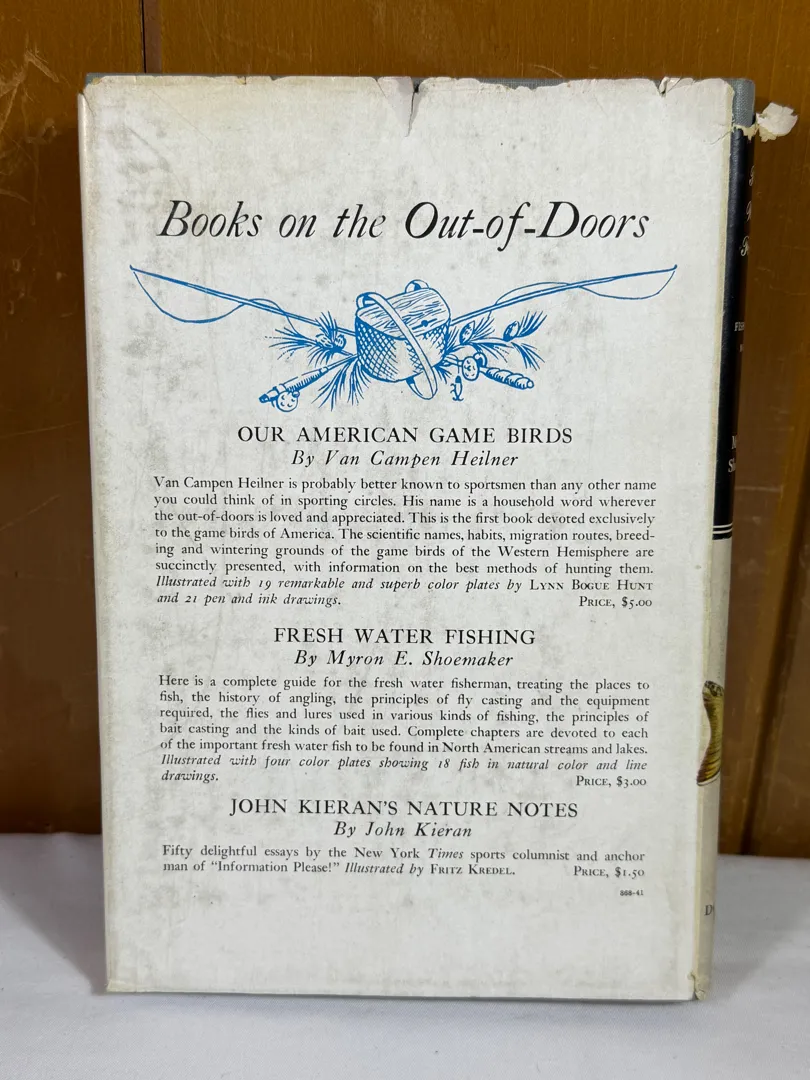 Books on the Out-of-Doors
OUR AMERICAN GAME BIRDS
By Van Campen Heilner
Van Campen Heilner is probably better known to sportsmen than any other name
you could think of in sporting circles. His name is a household word wherever
the out-of-doors is loved and appreciated. This is the first book devoted exclusively
to the game birds of America. The scientific names, habits, migration routes, breed-
ing and wintering grounds of the game birds of the Western Hemisphere are
succinctly presented, with information on the best methods of hunting them.
Illustrated with 19 remarkable and superb color plates by LYNN BOGUE HUNT
and 21 pen and ink drawings. PRICE, $5.00
FRESH WATER FISHING
By Myron E. Shoemaker
Here is a complete guide for the fresh water fisherman, treating the places to
fish, the history of angling, the principles of fly casting and the equipment
required, the flies and lures used in various kinds of fishing, the principles of
bait casting and the kinds of bait used. Complete chapters are devoted to each
of the important fresh water fish to be found in North American streams and lakes.
Illustrated with four color plates showing 18 fish in natural color and line
drawings. PRICE, $3.00
JOHN KIERAN'S NATURE NOTES
By John Kieran
Fifty delightful essays by the New York Times sports columnist and anchor
man of "Information Please!" Illustrated by FRITZ KREDEL. PRICE, $1.50
868-41